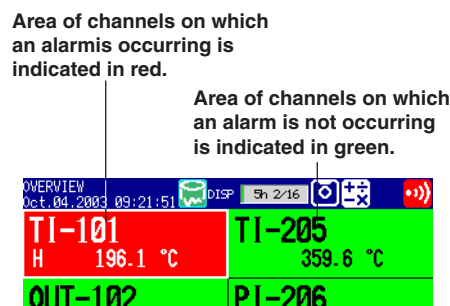 Area of channels on which
an alarmis occurring is
indicated in red.
Area of channels on which
an alarm is not occurring
is indicated in green.
OVERVIEW
Oct.04.2003 09:21:51
DISP
5h 2/16
TI-101
H 196.1 °C
TI-205
359.6 °C
OUT-102
PI-206